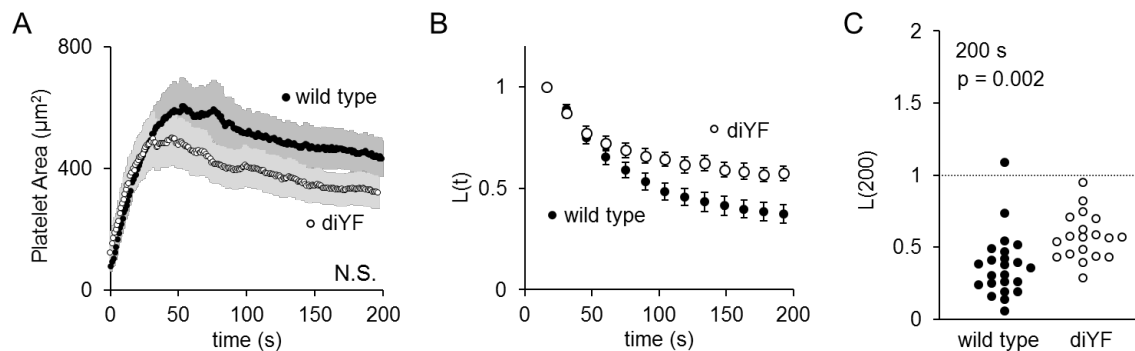 A
Platelet Area (µm²)
800
400
0
wild type
diYF
N.S.
0
50
100
150
200
time (s)
B
L(t)
1
0.5
0
diYF
wild type
0
50
100
150
200
time (s)
C
L(200)
2
1.5
1
0.5
0
200 s
p = 0.002
wild type
diYF